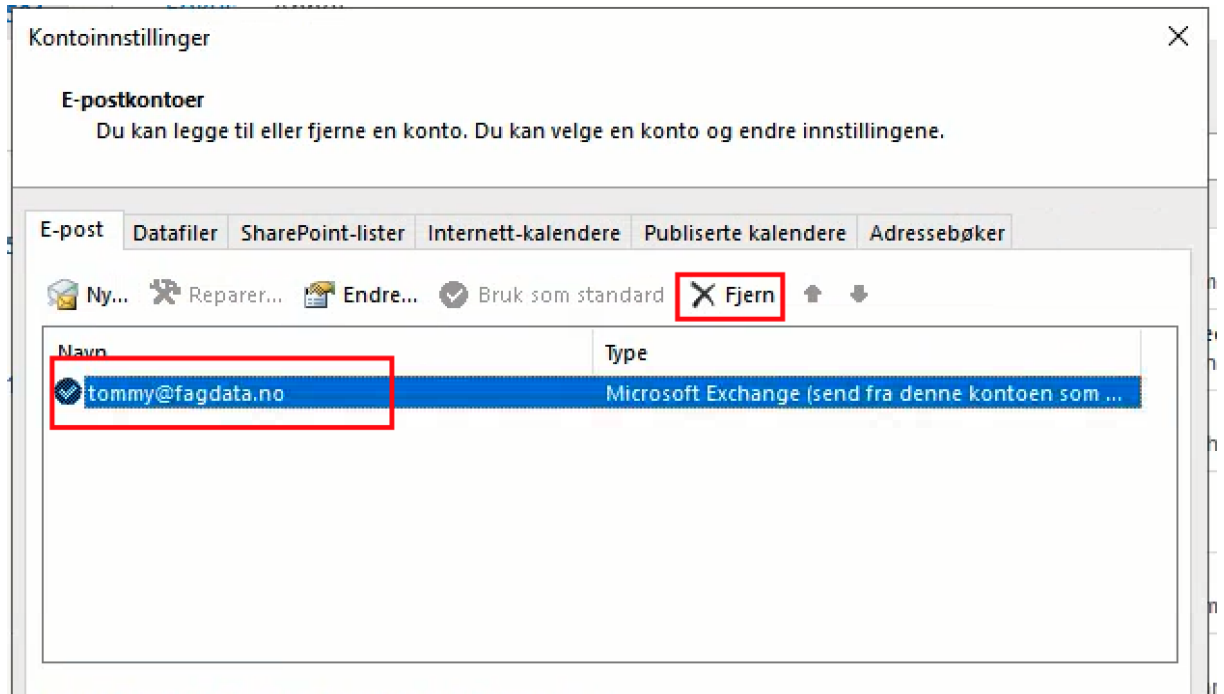 Kontoinnstillinger
E-postkontoer
Du kan legge til eller fjerne en konto. Du kan velge en konto og endre innstillingene.
E-post Datafiler SharePoint-lister Internett-kalendere Publiserte kalendere Adressebøker
Ny... Reparer... Endre... Bruk som standard Fjern
Navn Type
tommy@fagdata.no Microsoft Exchange (send fra denne kontoen som ...